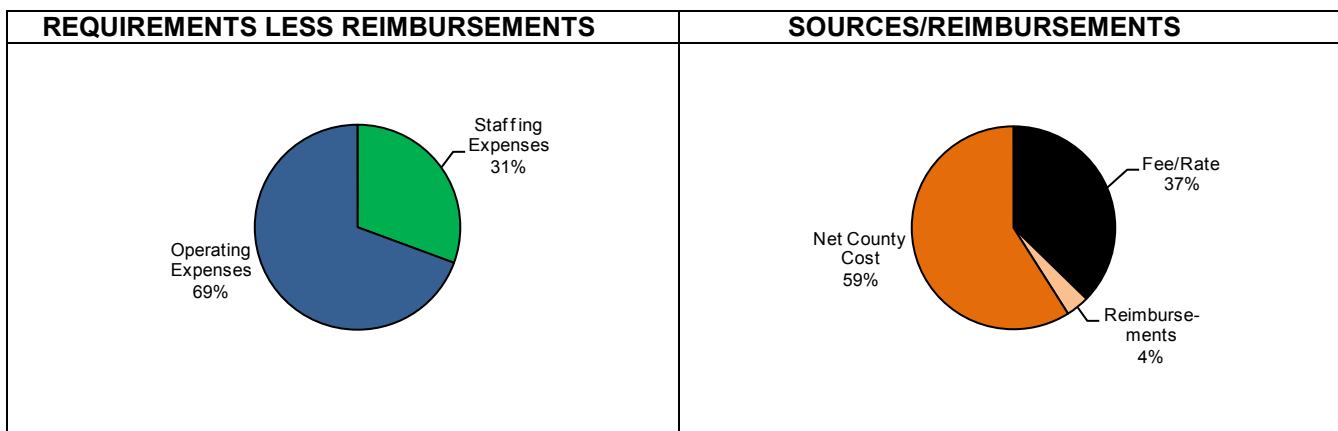 REQUIREMENTS LESS REIMBURSEMENTS
SOURCES/REIMBURSEMENTS
Staffing
Expenses
31%
Operating
Expenses
69%
Fee/Rate
37%
Net County
Cost
59%
Reimburse-
ments
4%